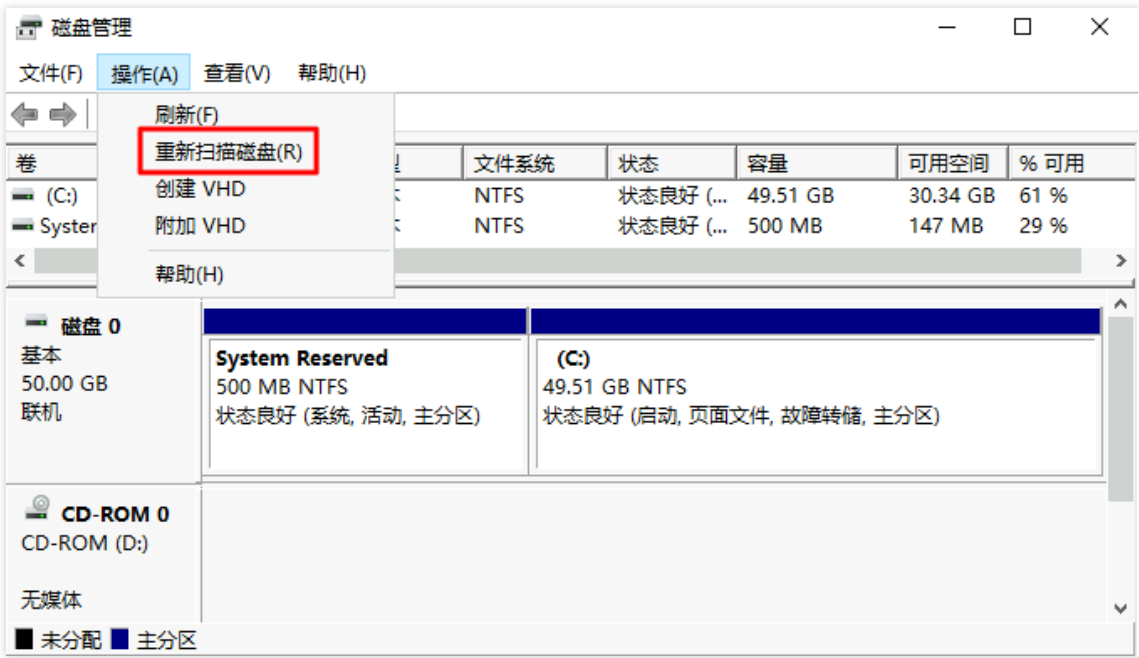 磁盘管理
文件(F) 操作(A) 查看(V) 帮助(H)
刷新(F)
重新扫描磁盘(R)
创建 VHD
附加 VHD
帮助(H)
卷 文件系统 状态 容量 可用空间 % 可用
(C:) NTFS 状态良好 (... 49.51 GB 30.34 GB 61 %
System NTFS 状态良好 (... 500 MB 147 MB 29 %
磁盘 0
基本
50.00 GB
联机
System Reserved
500 MB NTFS
状态良好 (系统, 活动, 主分区)
(C:)
49.51 GB NTFS
状态良好 (启动, 页面文件, 故障转储, 主分区)
CD-ROM 0
CD-ROM (D:)
无媒体
未分配 主分区